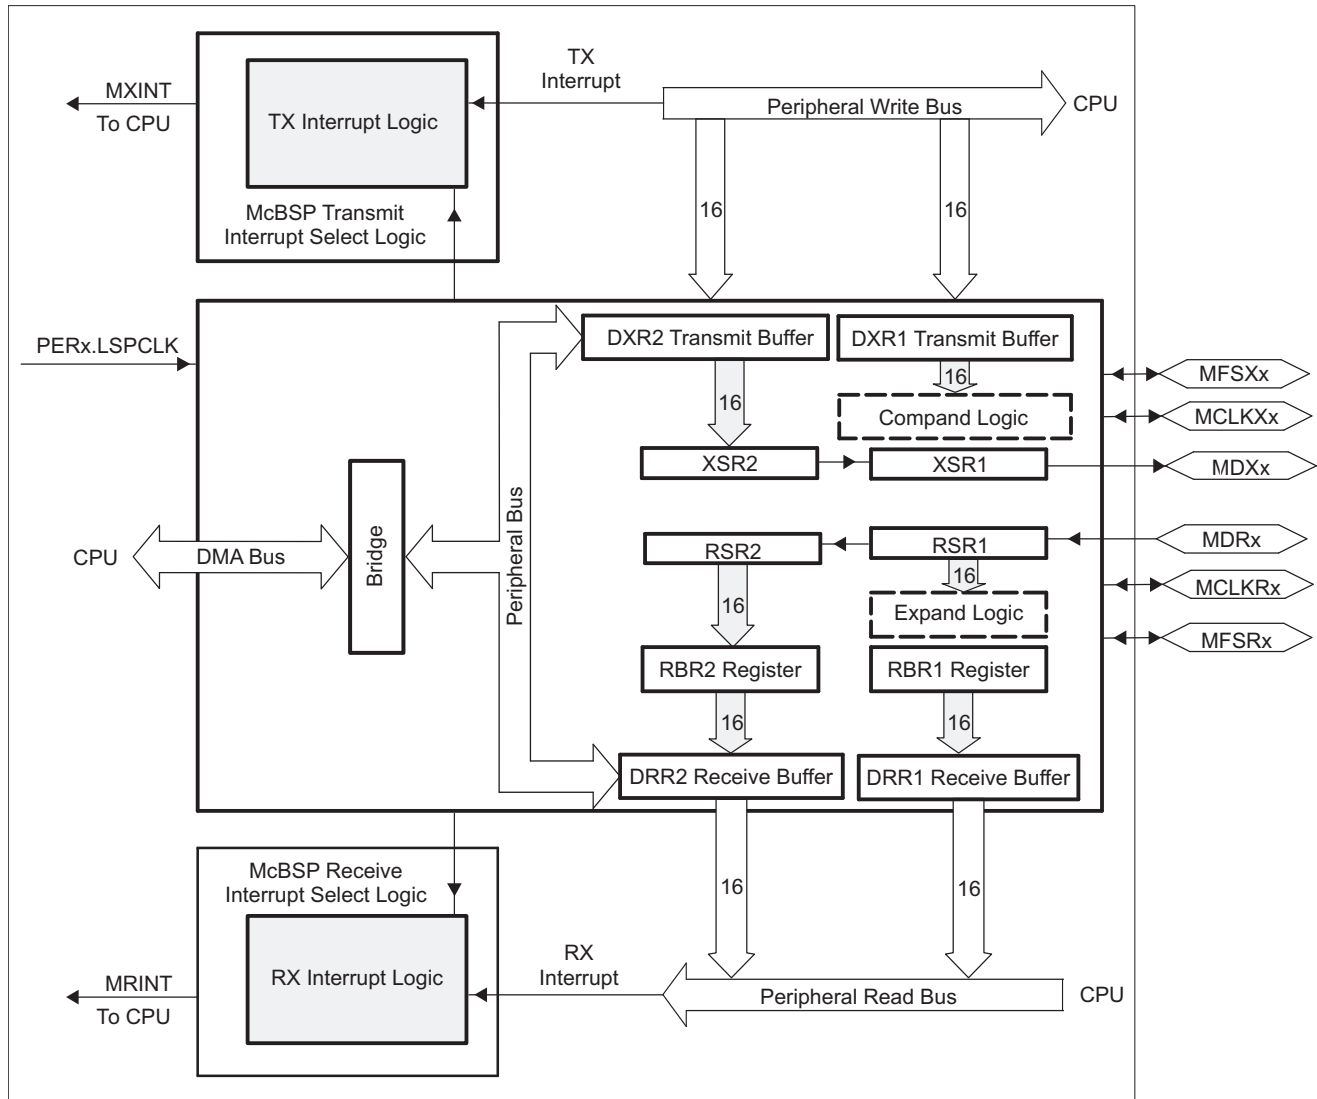 TX
Interrupt
MXINT
To CPU
TX Interrupt Logic
McBSP Transmit
Interrupt Select Logic
Peripheral Write Bus
CPU
16
16
PERx.LSPCLK
DXR2 Transmit Buffer
DXR1 Transmit Buffer
16
16
Compand Logic
XSR2
XSR1
MFSXx
MCLKXx
MDXx
CPU
DMA Bus
Bridge
Peripheral Bus
RSR2
RSR1
16
16
Expand Logic
RBR2 Register
RBR1 Register
16
16
DRR2 Receive Buffer
DRR1 Receive Buffer
MDRx
MCLKRx
MFSRx
16
16
McBSP Receive
Interrupt Select Logic
RX Interrupt Logic
MRINT
To CPU
RX
Interrupt
Peripheral Read Bus
CPU